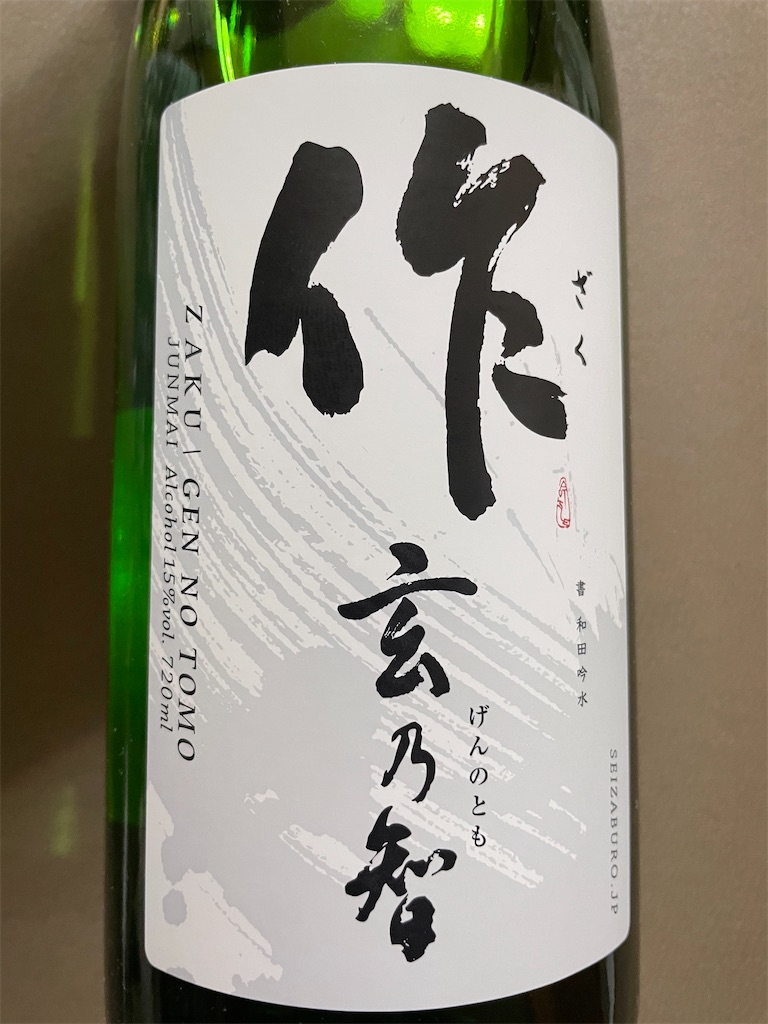 作
ざく
玄乃智
げんのとも
書 和田吟水
SEIZABURO.JP
ZAKU | GEN NO TOMO
JUNMAI Alcohol 15%vol. 720ml